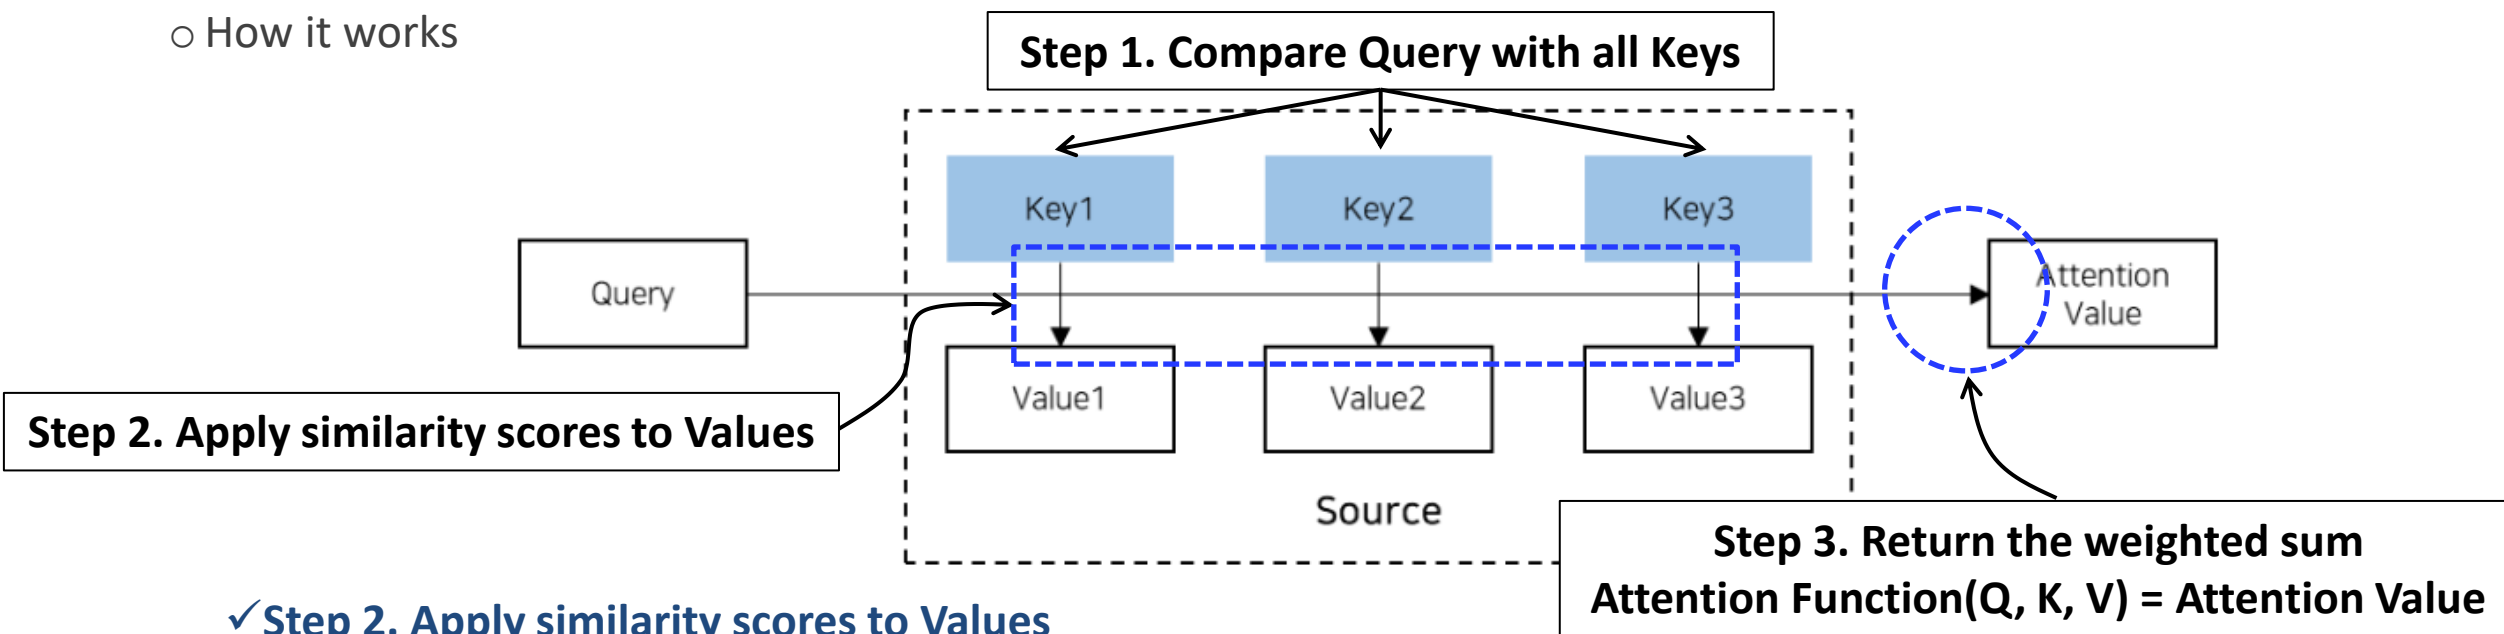 ○ How it works
Step 1. Compare Query with all Keys
Key1 Key2 Key3
Query
Attention
Value
Value1 Value2 Value3
Step 2. Apply similarity scores to Values
Source
Step 3. Return the weighted sum
Attention Function(Q, K, V) = Attention Value
✓Step 2. Apply similarity scores to Values